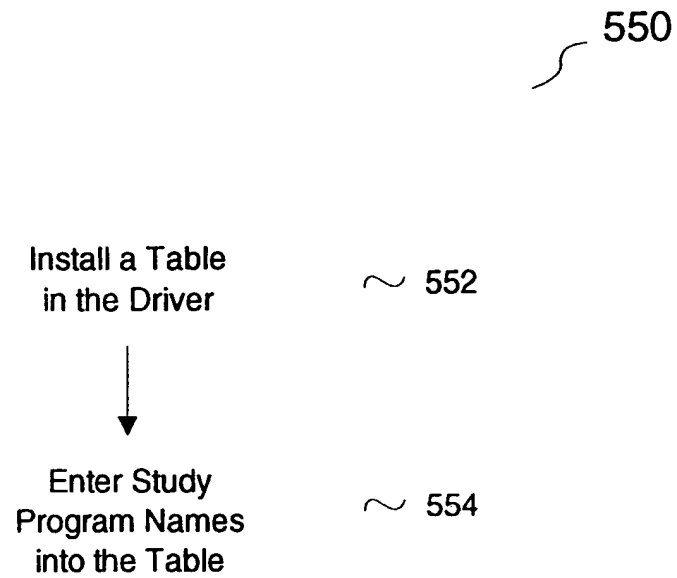 550
Install a Table
in the Driver
552
Enter Study
Program Names
into the Table
554